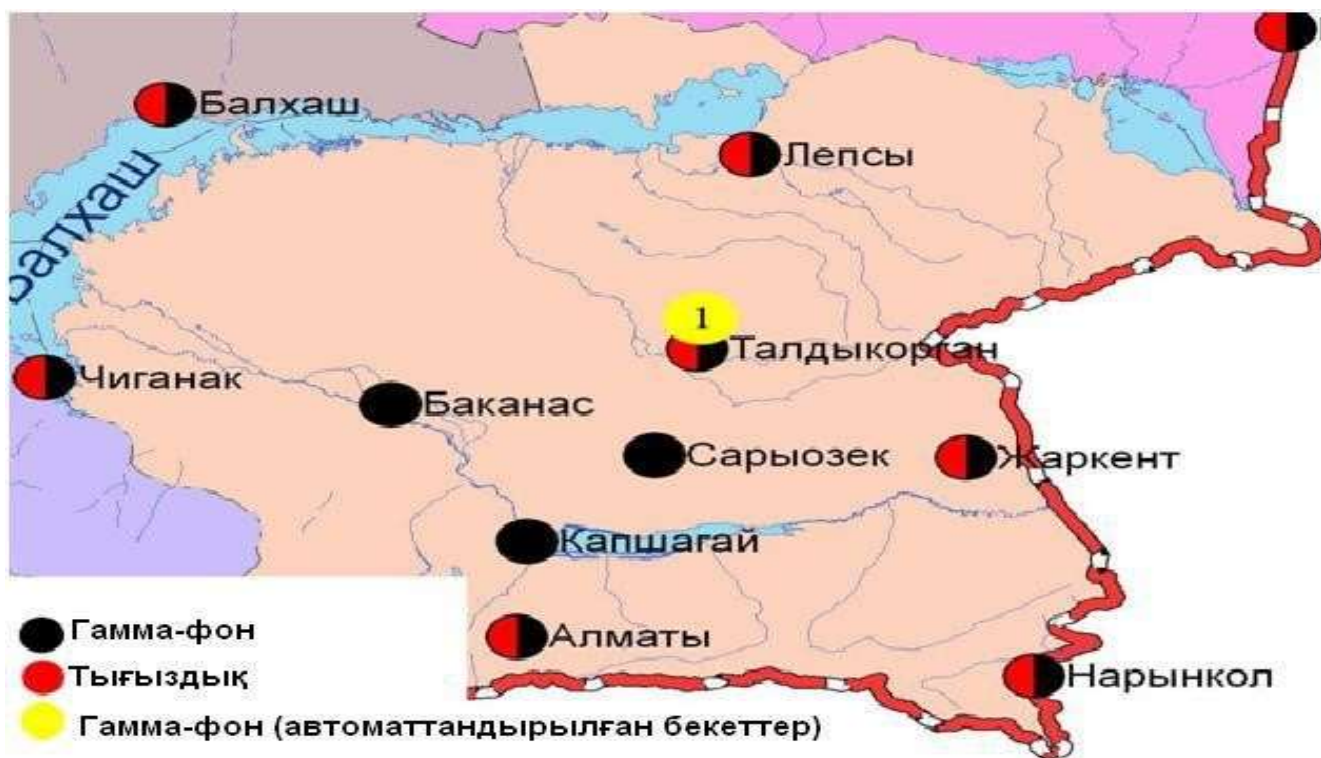 Балхаш
Лепсы
Балхаш
1
Талдыкорган
Чиганак
Баканас
Сарыозек
Жаркент
Капшагай
Гамма-фон
Алматы
Тығыздық
Нарынкол
Гамма-фон (автоматтандырылған бекеттер)